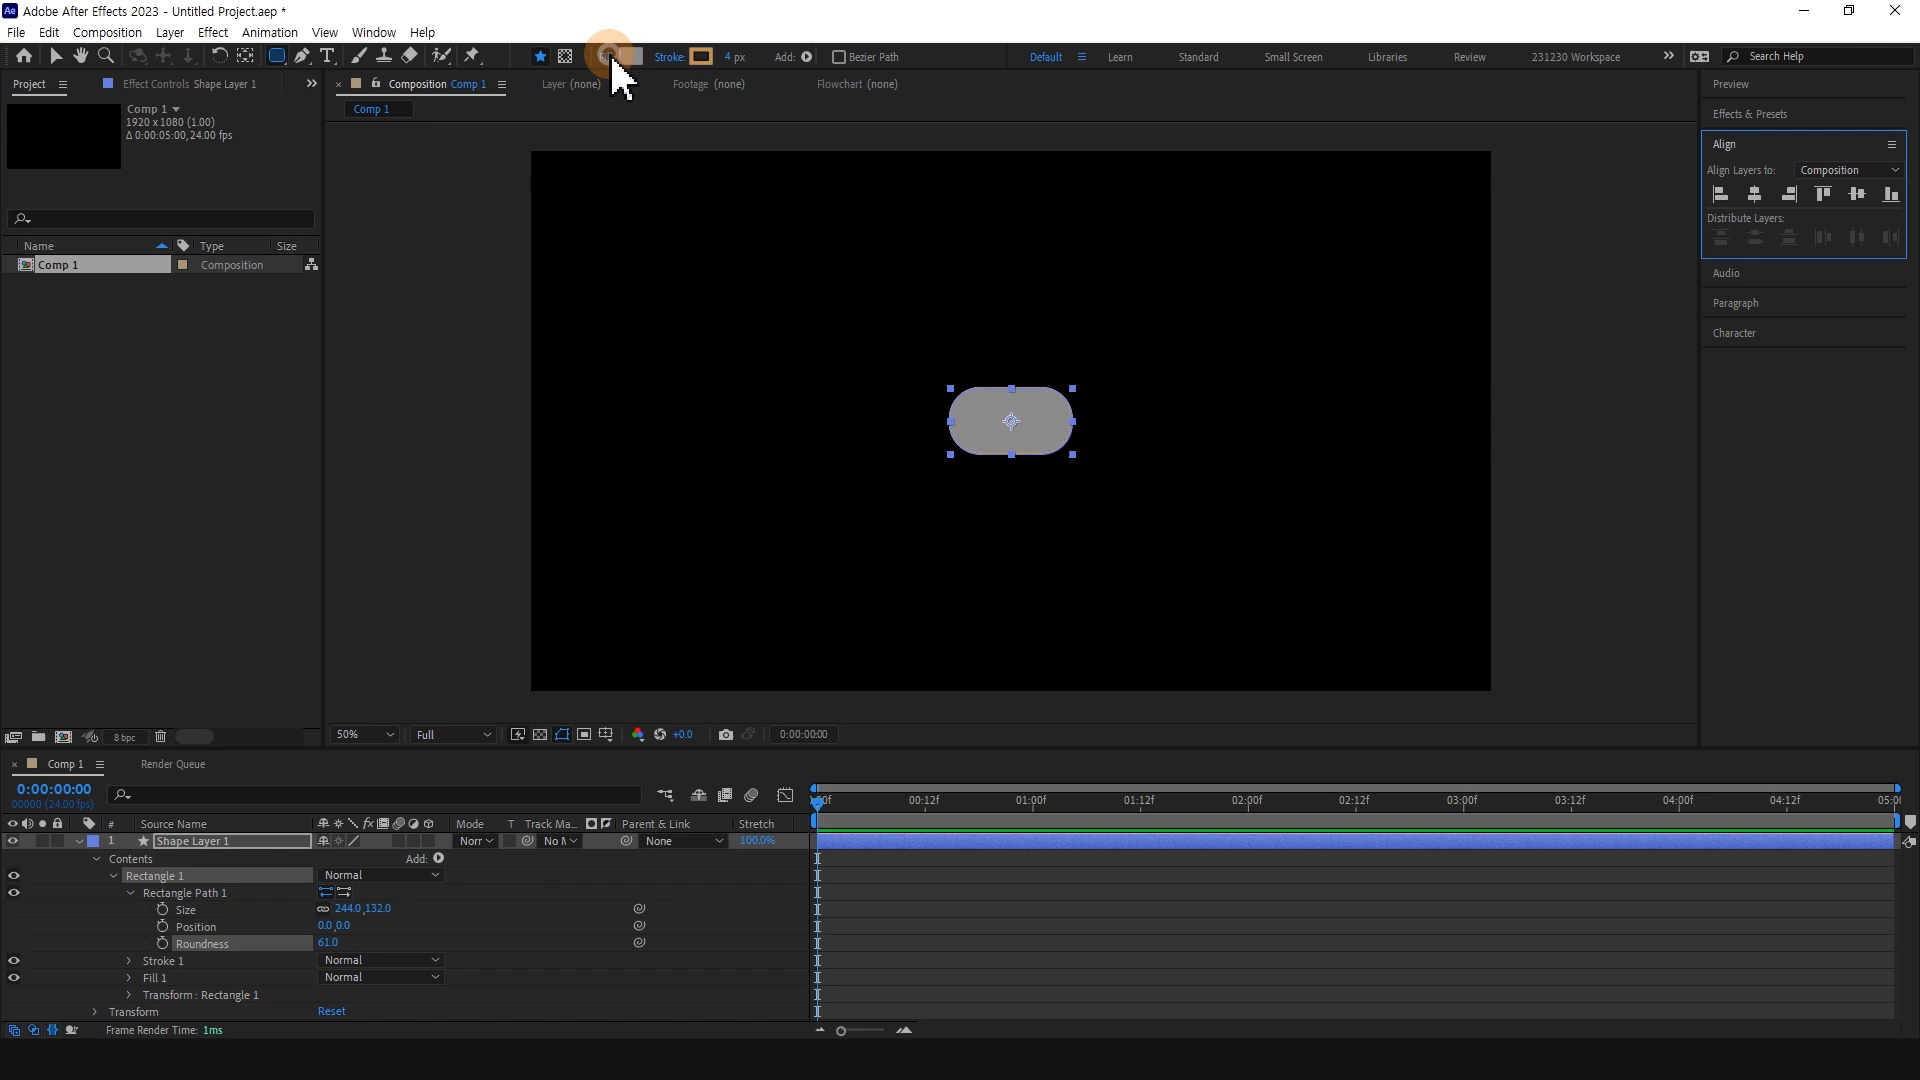 Adobe After Effects 2023 - Untitled Project.aep *
File Edit Composition Layer Effect Animation View Window Help
Stroke: 4 px Add: Bezier Path Default Learn Standard Small Screen Libraries Review 231230 Workspace Search Help
Project Effect Controls Shape Layer 1 Composition Comp 1 Layer (none) Footage (none) Flowchart (none) Preview
Comp 1
1920 x 1080 (1.00)
Δ 0:00:05:00, 24.00 fps
Comp 1
Effects & Presets
Align
Align Layers to: Composition
Distribute Layers:
Audio
Paragraph
Character
Name Type Size
Comp 1 Composition
8 bpc 50% Full +0.0 0:00:00:00
Comp 1 Render Queue
0:00:00:00
00000 (24.00 fps)
00:12f 01:00f 01:12f 02:00f 02:12f 03:00f 03:12f 04:00f 04:12f
# Source Name Mode T Track Ma... Parent & Link Stretch
1 Shape Layer 1 Norr None 100.0%
Contents Add:
Rectangle 1 Normal
Rectangle Path 1
Size 244.0,132.0
Position 0.0,0.0
Roundness 61.0
Stroke 1 Normal
Fill 1 Normal
Transform : Rectangle 1
Transform Reset
Frame Render Time: 1ms